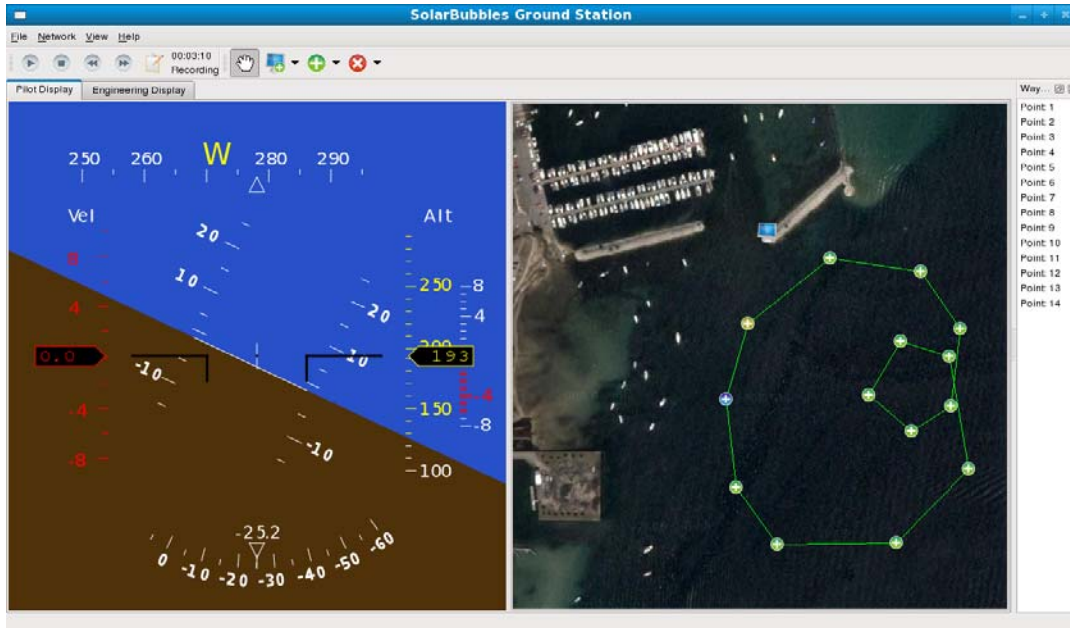 SolarBubbles Ground Station
File Network View Help
00:03:10
Recording
Pilot Display Engineering Display
Way...
250 260 W 280 290
Vel Alt
20
10
-10
20
10
-10
8
4
0.0
-4
-8
250
200
193
150
100
8
4
-4
-8
-25.2
0 -10 -20 -30 -40 -50 -60
Point: 1
Point: 2
Point: 3
Point: 4
Point: 5
Point: 6
Point: 7
Point: 8
Point: 9
Point: 10
Point: 11
Point: 12
Point: 13
Point: 14